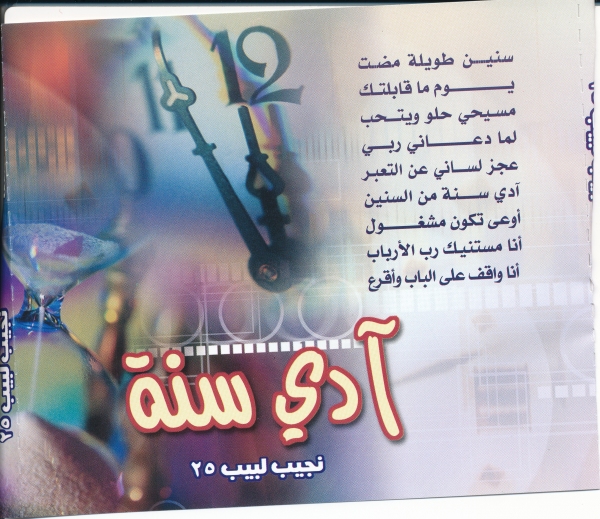 12
11
سنين طويلة مضت
يوم ما قابلتك
مسيحي حلو ويتحب
لما دعاني ربي
عجز لساني عن التعبر
آدي سنة من السنين
أوعى تكون مشغول
أنا مستنيك رب الأرباب
أنا واقف على الباب وأقرع
آدي سنة
نجيب لبيب ٢٥
نجيب لبيب ٢٥